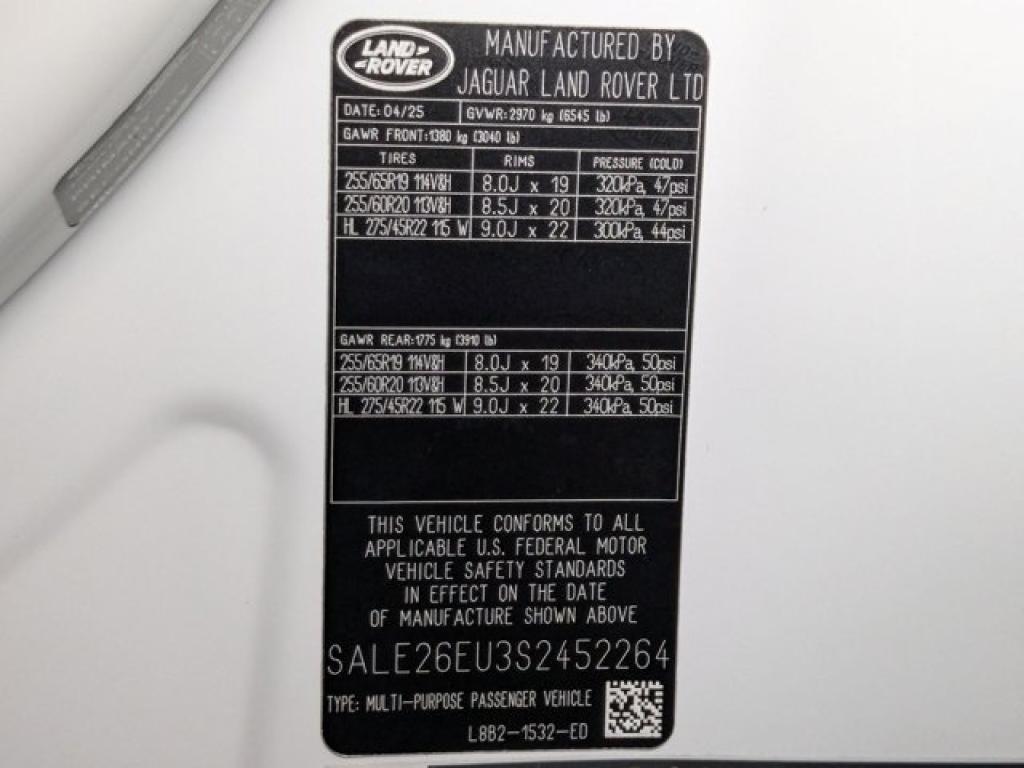 LAND
ROVER
MANUFACTURED BY
JAGUAR LAND ROVER LTD
DATE: 04/25 GVWR: 2970 kg (6545 lb)
GAWR FRONT: 1380 kg (3040 lb)
TIRES RIMS PRESSURE (COLD)
255/65R19 114V&H 8.0J x 19 320kPa, 47psi
255/60R20 113V&H 8.5J x 20 320kPa, 47psi
HL 275/45R22 115 W 9.0J x 22 300kPa, 44psi
GAWR REAR: 1775 kg (3910 lb)
255/65R19 114V&H 8.0J x 19 340kPa, 50psi
255/60R20 113V&H 8.5J x 20 340kPa, 50psi
HL 275/45R22 115 W 9.0J x 22 340kPa, 50psi
THIS VEHICLE CONFORMS TO ALL
APPLICABLE U.S. FEDERAL MOTOR
VEHICLE SAFETY STANDARDS
IN EFFECT ON THE DATE
OF MANUFACTURE SHOWN ABOVE
SALE26EU3S2452264
TYPE: MULTI-PURPOSE PASSENGER VEHICLE
L8B2-1532-ED